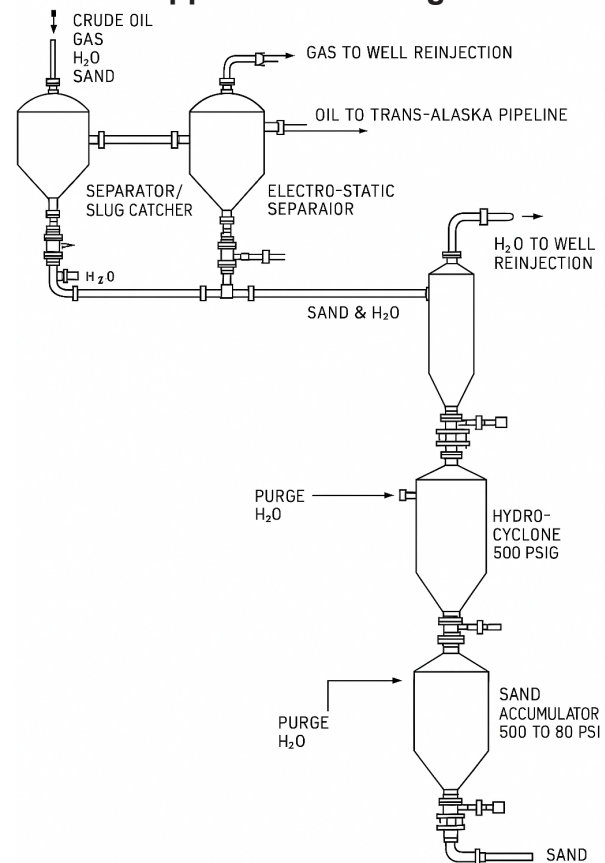 CRUDE OIL
GAS
H₂O
SAND
GAS TO WELL REINJECTION
OIL TO TRANS-ALASKA PIPELINE
SEPARATOR/
SLUG CATCHER
ELECTRO-STATIC
SEPARAIOR
H₂O TO WELL
REINJECTION
H₂O
SAND & H₂O
PURGE
H₂O
HYDRO-
CYCLONE
500 PSIG
SAND
ACCUMULATOR
500 TO 80 PSI
PURGE
H₂O
SAND